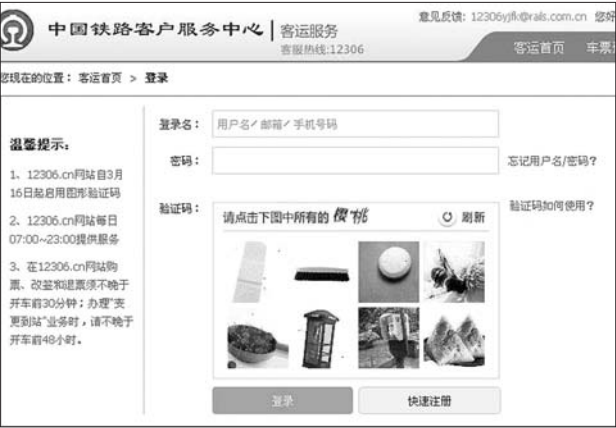 中国铁路客户服务中心 | 客运服务
客服热线:12306
意见反馈: 12306yjfk@rails.com.cn 您好
客运首页 车票
您现在的位置: 客运首页 > 登录
温馨提示:
1、12306.cn网站自3月
16日起启用图形验证码
2、12306.cn网站每日
07:00~23:00提供服务
3、在12306.cn网站购
票、改签和退票须不晚于
开车前30分钟;办理"变
更到站"业务时,请不晚于
开车前48小时。
登录名:
用户名/邮箱/手机号码
密码:
忘记用户名/密码?
验证码:
请点击下图中所有的 樱桃
刷新
验证码如何使用?
登录
快速注册